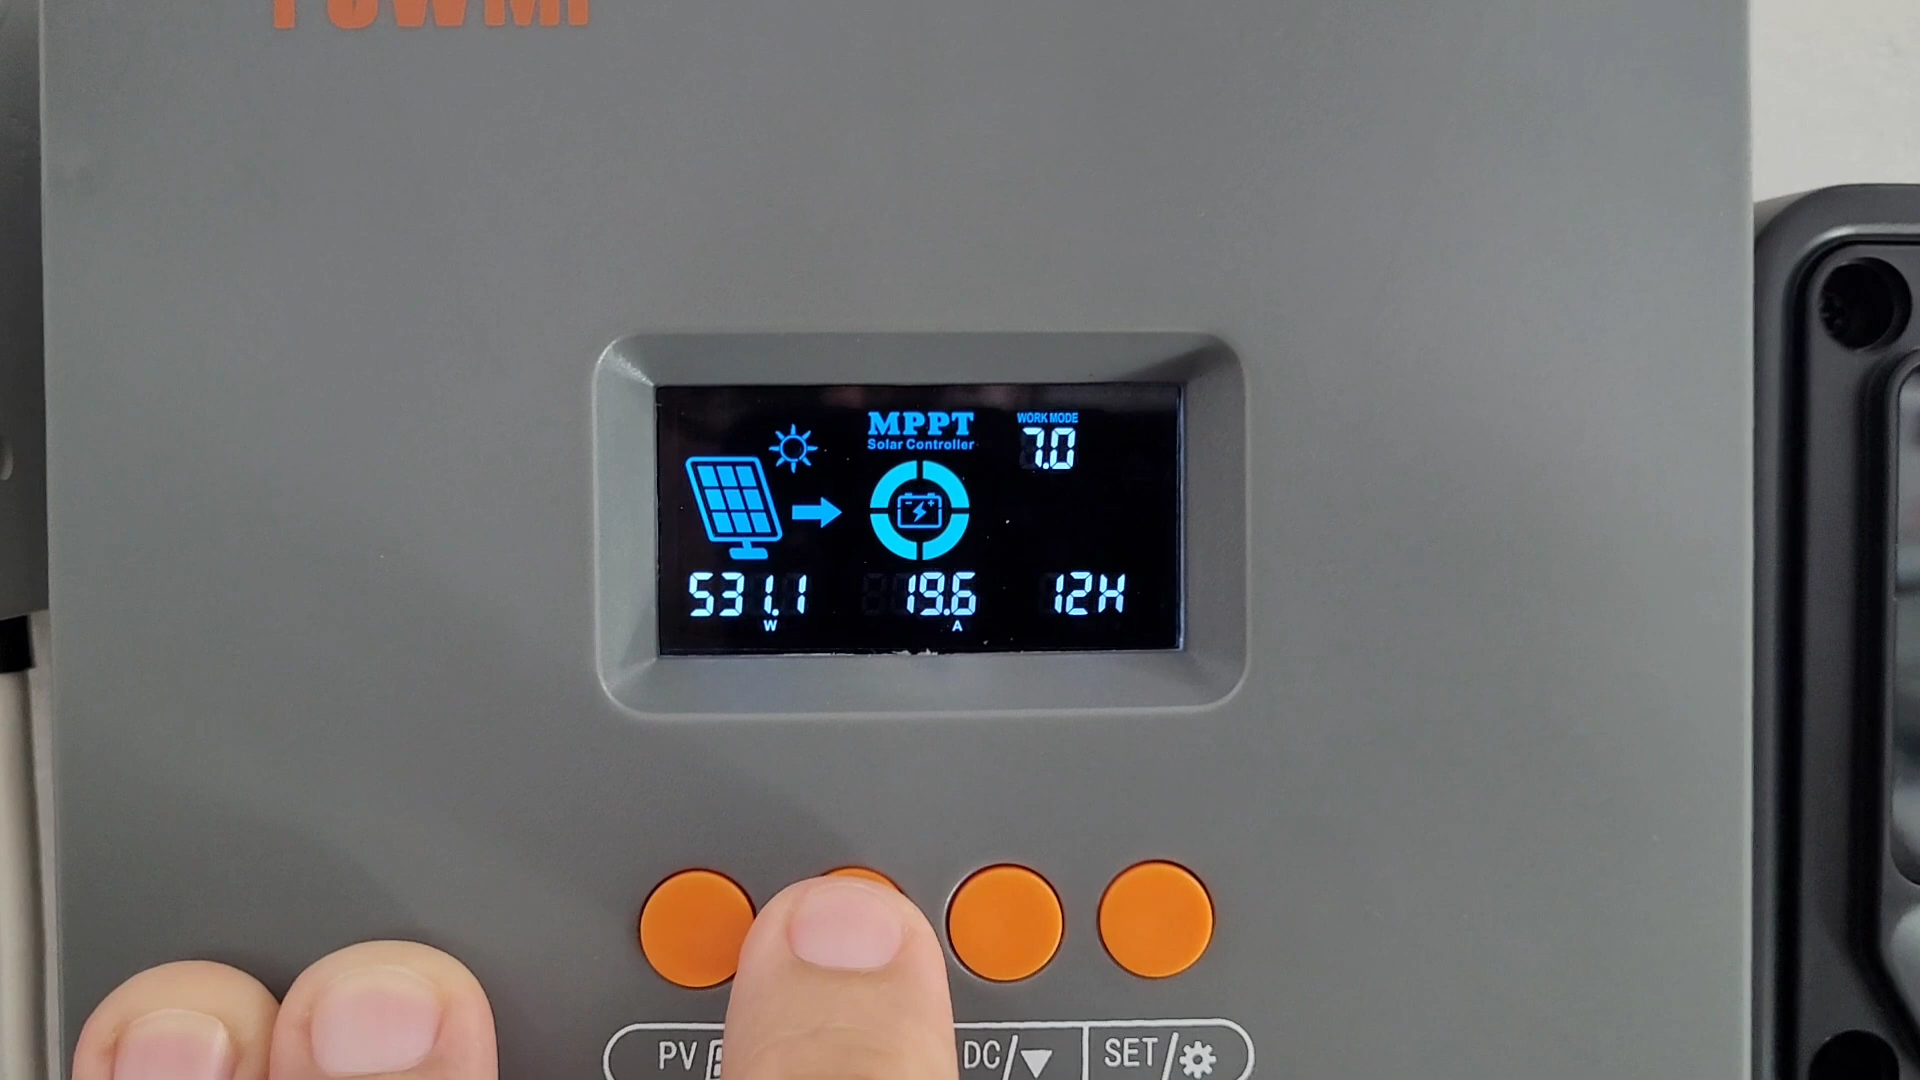 MPPT
Solar Controller
WORK MODE
7.0
531.1
W
19.6
A
12H
PV
DC/▼
SET/